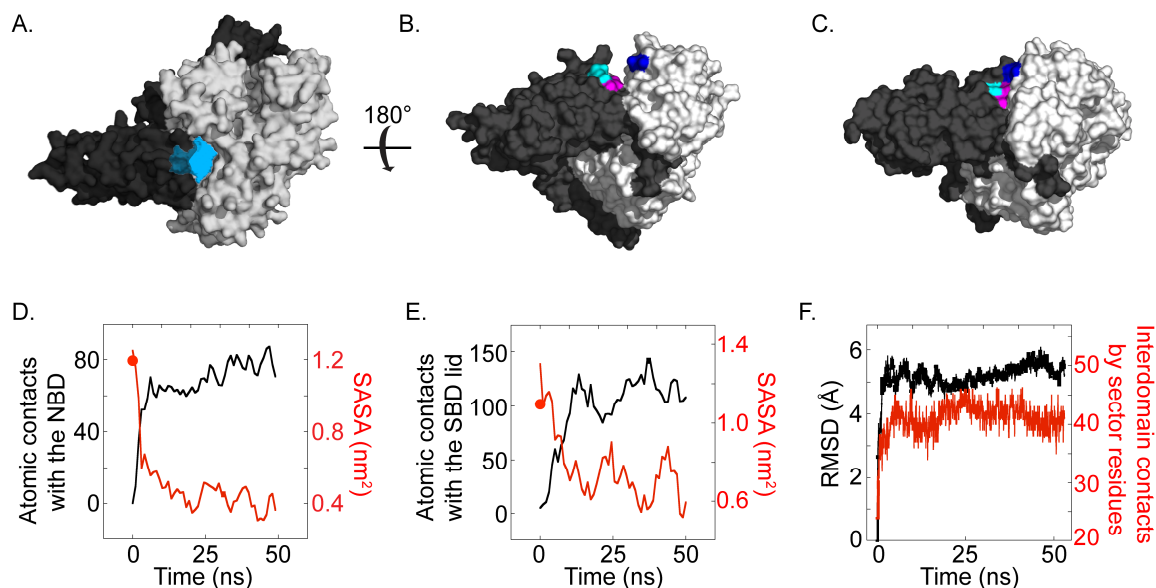 A.
B.
C.
180°
D.
E.
F.
Atomic contacts
with the NBD
80
40
0
1.2
0.8
0.4
SASA (nm²)
0
25
50
Time (ns)
Atomic contacts
with the SBD lid
150
100
50
0
1.4
1.0
0.6
SASA (nm²)
0
25
50
Time (ns)
RMSD (Å)
6
4
2
0
50
40
30
20
Interdomain contacts
by sector residues
0
25
50
Time (ns)